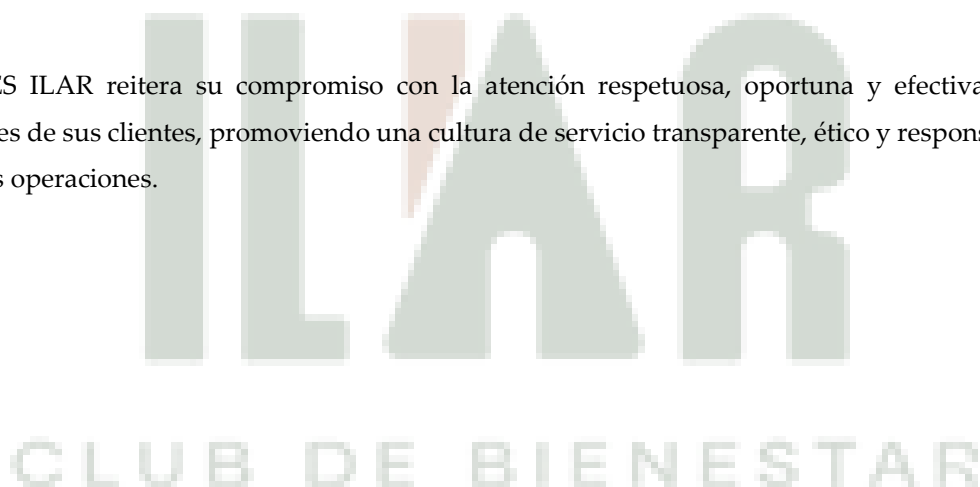 ES ILAR reitera su compromiso con la atención respetuosa, oportuna y efectiva
es de sus clientes, promoviendo una cultura de servicio transparente, ético y respons
s operaciones.
ILAR
CLUB DE BIENESTAR